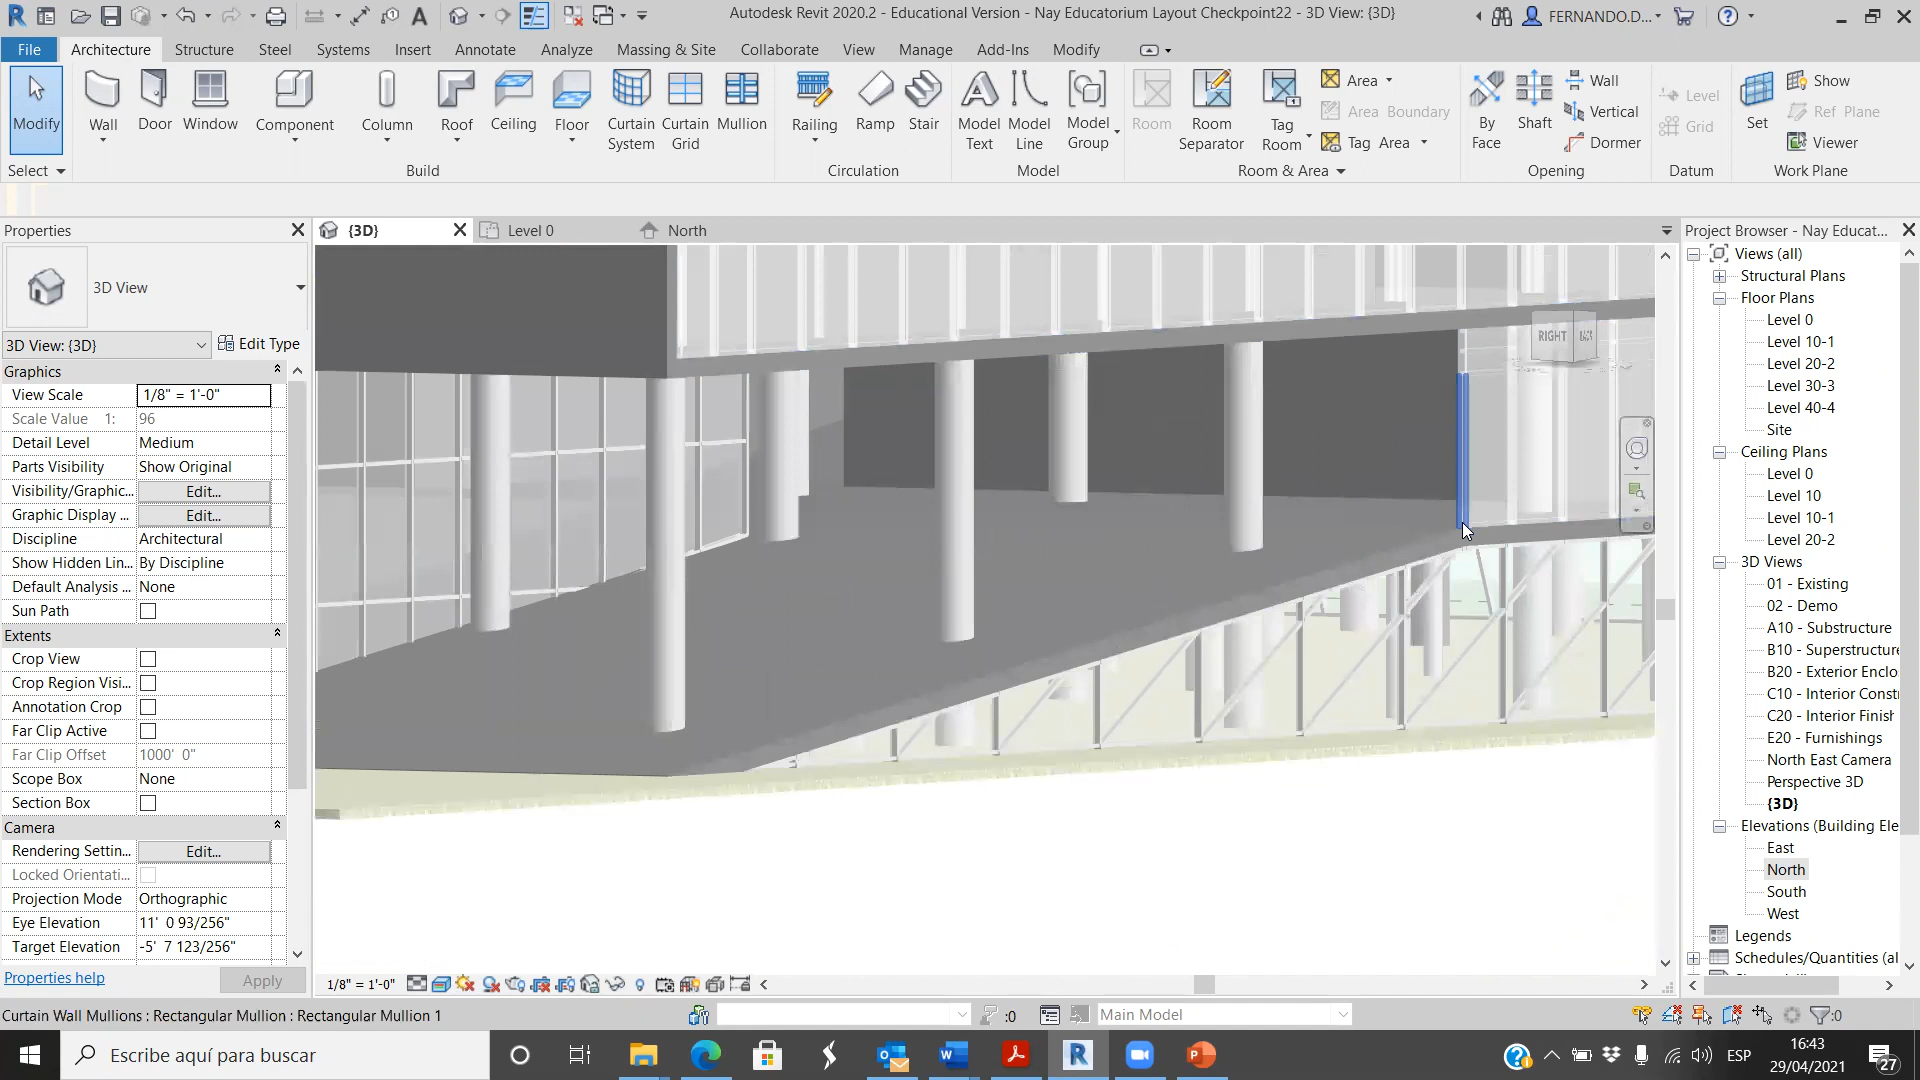 Autodesk Revit 2020.2 - Educational Version - Nay Educatorium Layout Checkpoint22 - 3D View: {3D}
FERNANDO.D...
File Architecture Structure Steel Systems Insert Annotate Analyze Massing & Site Collaborate View Manage Add-Ins Modify
Modify
Wall
Door
Window
Component
Column
Roof
Ceiling
Floor
Curtain System
Curtain Grid
Mullion
Railing
Ramp
Stair
Model Text
Model Line
Model Group
Room
Room Separator
Tag Room
Area
Area Boundary
Tag Area
By Face
Shaft
Wall
Vertical
Dormer
Level
Grid
Set
Show
Ref Plane
Viewer
Select Build Circulation Model Room & Area Opening Datum Work Plane
Properties
3D View
3D View: {3D} Edit Type
Graphics
View Scale 1/8" = 1'-0"
Scale Value 1: 96
Detail Level Medium
Parts Visibility Show Original
Visibility/Graphic... Edit...
Graphic Display ... Edit...
Discipline Architectural
Show Hidden Lin... By Discipline
Default Analysis ... None
Sun Path
Extents
Crop View
Crop Region Visi...
Annotation Crop
Far Clip Active
Far Clip Offset 1000' 0"
Scope Box None
Section Box
Camera
Rendering Settin... Edit...
Locked Orientati...
Projection Mode Orthographic
Eye Elevation 11' 0 93/256"
Target Elevation -5' 7 123/256"
Properties help Apply
{3D} Level 0 North
RIGHT
1/8" = 1'-0"
Project Browser - Nay Educat...
Views (all)
Structural Plans
Floor Plans
Level 0
Level 10-1
Level 20-2
Level 30-3
Level 40-4
Site
Ceiling Plans
Level 0
Level 10
Level 10-1
Level 20-2
3D Views
01 - Existing
02 - Demo
A10 - Substructure
B10 - Superstructure
B20 - Exterior Enclo
C10 - Interior Const
C20 - Interior Finish
E20 - Furnishings
North East Camera
Perspective 3D
{3D}
Elevations (Building Ele
East
North
South
West
Legends
Schedules/Quantities (al
Curtain Wall Mullions : Rectangular Mullion : Rectangular Mullion 1
:0
Main Model
:0
Escribe aquí para buscar
ESP
16:43
29/04/2021
27